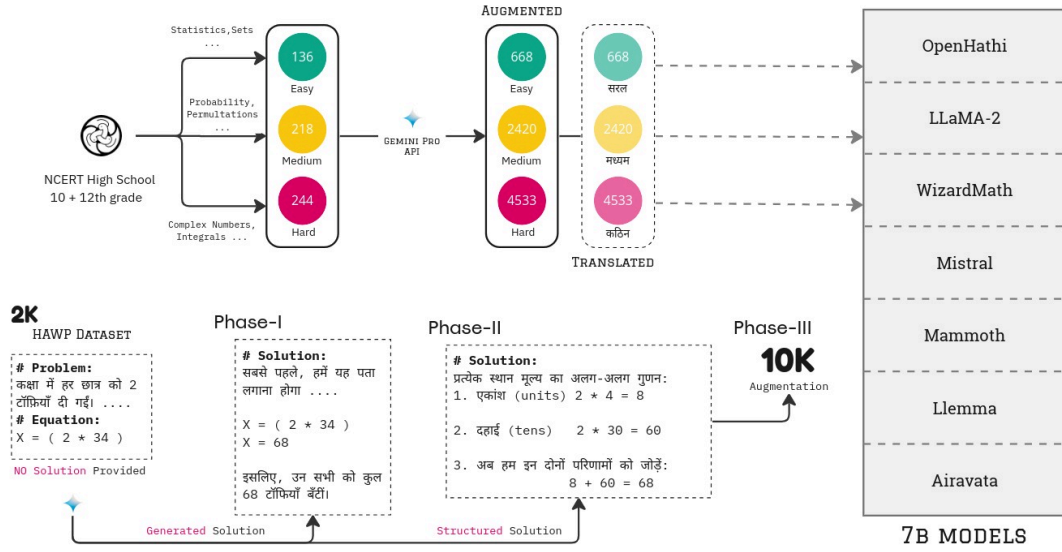 Statistics,Sets
...
136
Easy
Probability,
Permultations
...
218
Medium
244
Hard
Complex Numbers,
Integrals ...
NCERT High School
10 + 12th grade
GEMINI PRO
API
AUGMENTED
668
Easy
2420
Medium
4533
Hard
668
सरल
2420
मध्यम
4533
कठिन
TRANSLATED
OpenHathi
LLaMA-2
WizardMath
Mistral
Mammoth
Llemma
Airavata
7B MODELS
2K
HAWP DATASET
# Problem:
कक्षा में हर छात्र को 2
टॉफ़ियाँ दी गईं। ....
# Equation:
X = ( 2 * 34 )
NO Solution Provided
Generated Solution
Phase-I
# Solution:
सबसे पहले, हमें यह पता
लगाना होगा ....
X = ( 2 * 34 )
X = 68
इसलिए, उन सभी को कुल
68 टॉफियाँ बँटीं।
Structured Solution
Phase-II
# Solution:
प्रत्येक स्थान मूल्य का अलग-अलग गुणन:
1. एकांश (units) 2 * 4 = 8
2. दहाई (tens) 2 * 30 = 60
3. अब हम इन दोनों परिणामों को जोड़ें:
8 + 60 = 68
Phase-III
10K
Augmentation